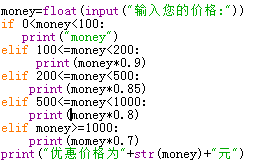 money=float(input("输入您的价格:"))
if 0<money<100:
    print("money")
elif 100<=money<200:
    print(money*0.9)
elif 200<=money<500:
    print(money*0.85)
elif 500<=money<1000:
    print(money*0.8)
elif money>=1000:
    print(money*0.7)
print("优惠价格为"+str(money)+"元")